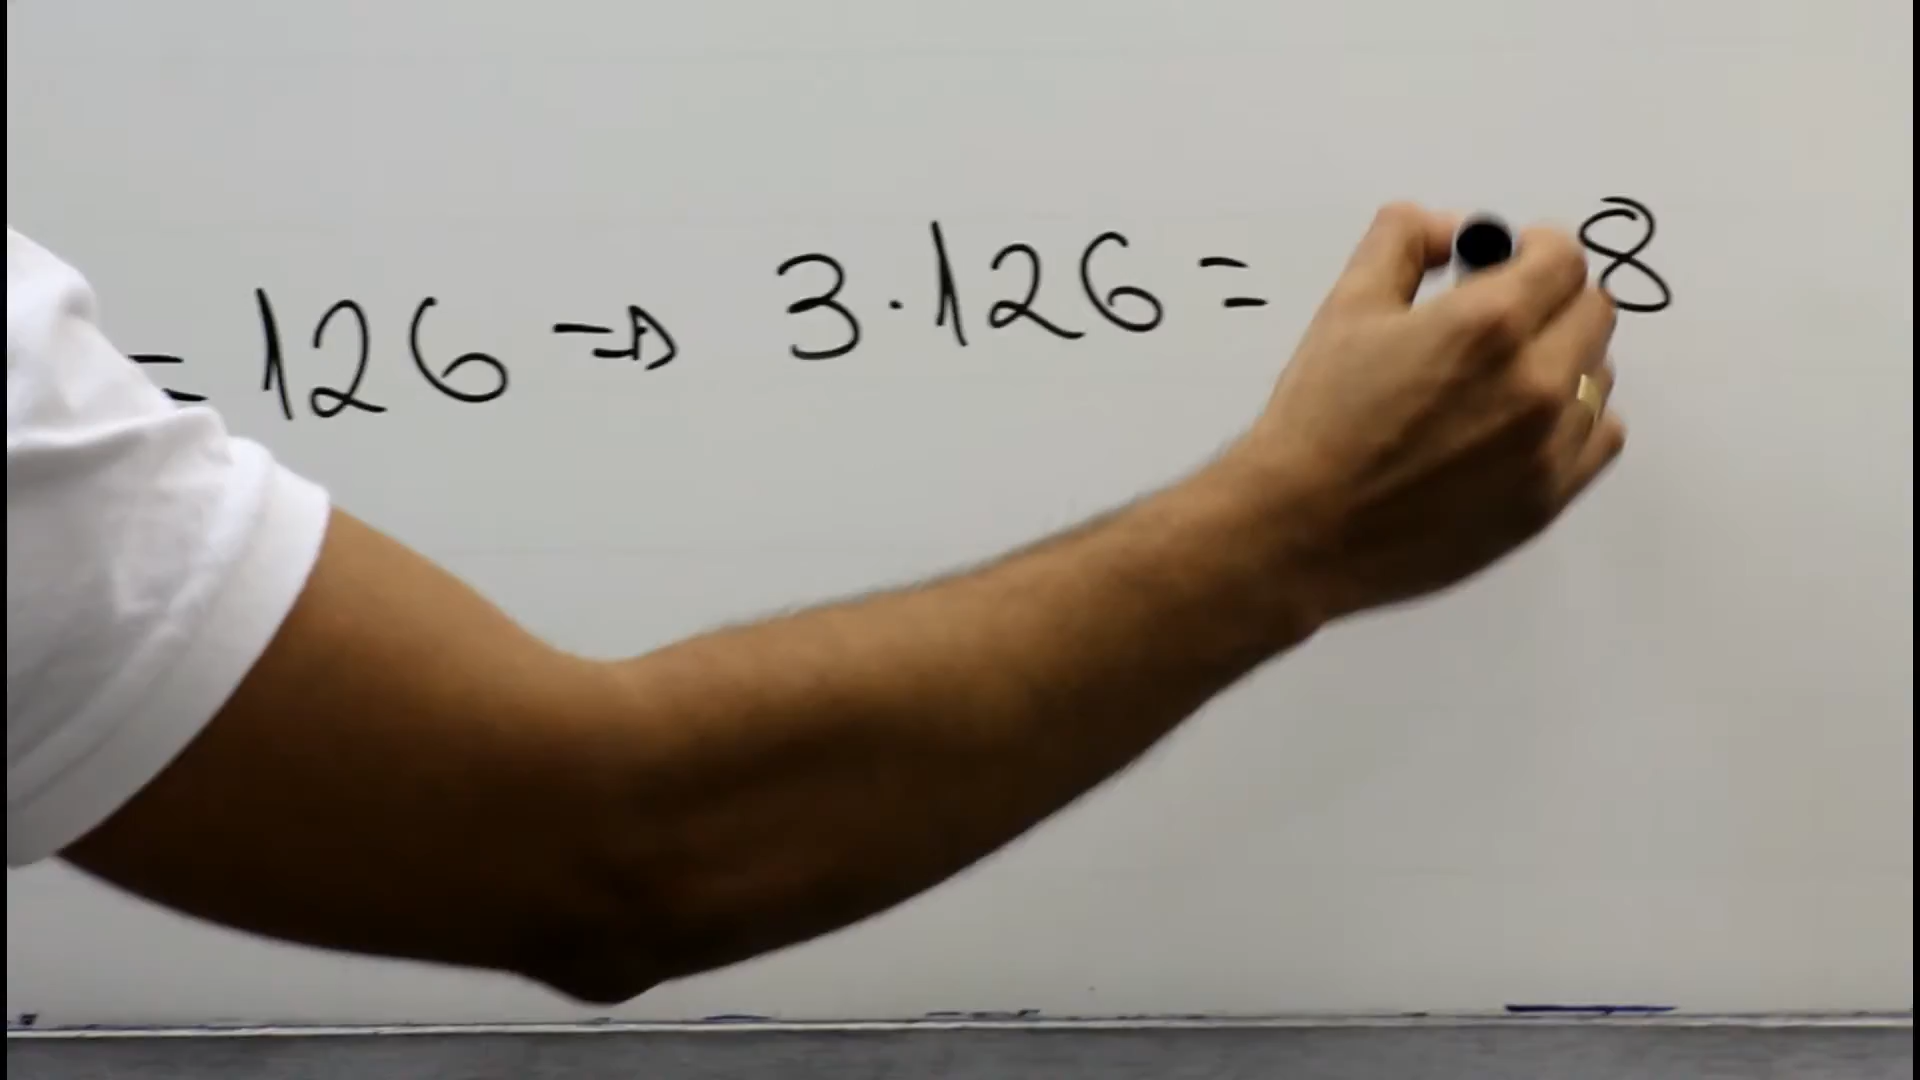 = 126 ⇒ 3·126 = 8